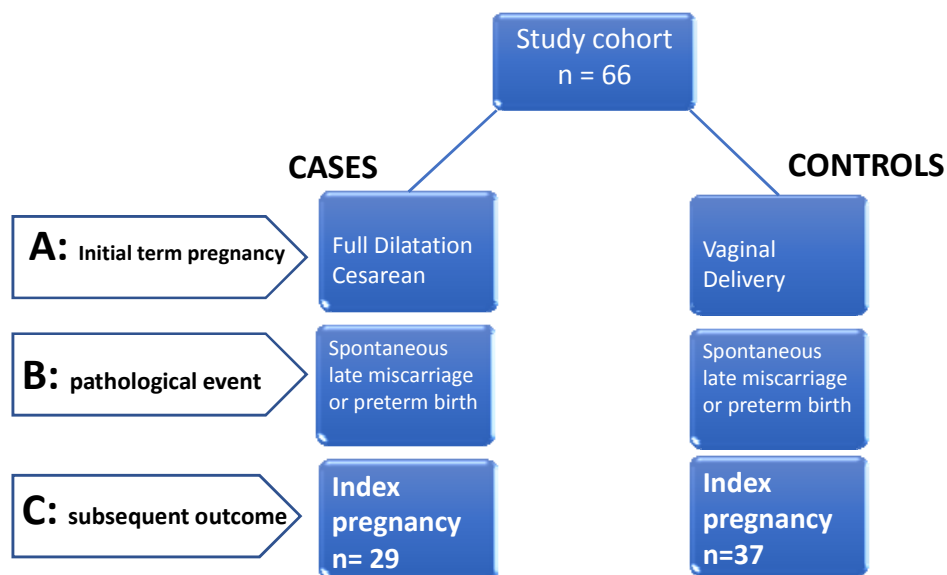 Study cohort
n = 66
CASES
CONTROLS
A: Initial term pregnancy
Full Dilatation
Cesarean
Vaginal
Delivery
B: pathological event
Spontaneous
late miscarriage
or preterm birth
Spontaneous
late miscarriage
or preterm birth
C: subsequent outcome
Index
pregnancy
n= 29
Index
pregnancy
n=37